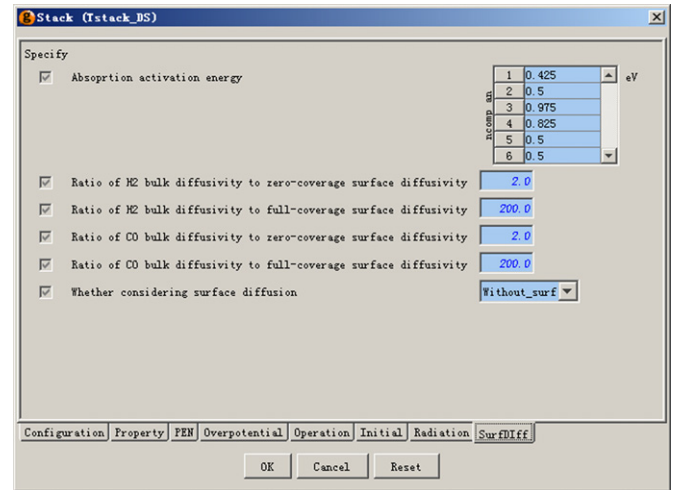 Stack (Tstack_DS)
Specify
Absoprtion activation energy
ncomp_an
1 0.425
2 0.5
3 0.975
4 0.825
5 0.5
6 0.5
eV
Ratio of H2 bulk diffusivity to zero-coverage surface diffusivity 2.0
Ratio of H2 bulk diffusivity to full-coverage surface diffusivity 200.0
Ratio of CO bulk diffusivity to zero-coverage surface diffusivity 2.0
Ratio of CO bulk diffusivity to full-coverage surface diffusivity 200.0
Whether considering surface diffusion Without_surf
Configuration Property PEN Overpotential Operation Initial Radiation SurfDIff
OK Cancel Reset